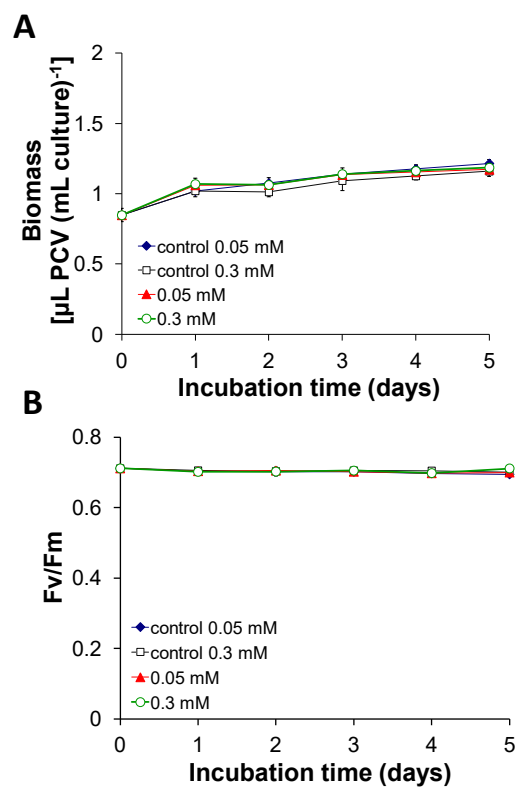 A
Biomass
[µL PCV (mL culture)-1]
2
1.5
1
0.5
0
control 0.05 mM
control 0.3 mM
0.05 mM
0.3 mM
0 1 2 3 4 5
Incubation time (days)
B
Fv/Fm
0.8
0.6
0.4
0.2
0
control 0.05 mM
control 0.3 mM
0.05 mM
0.3 mM
0 1 2 3 4 5
Incubation time (days)